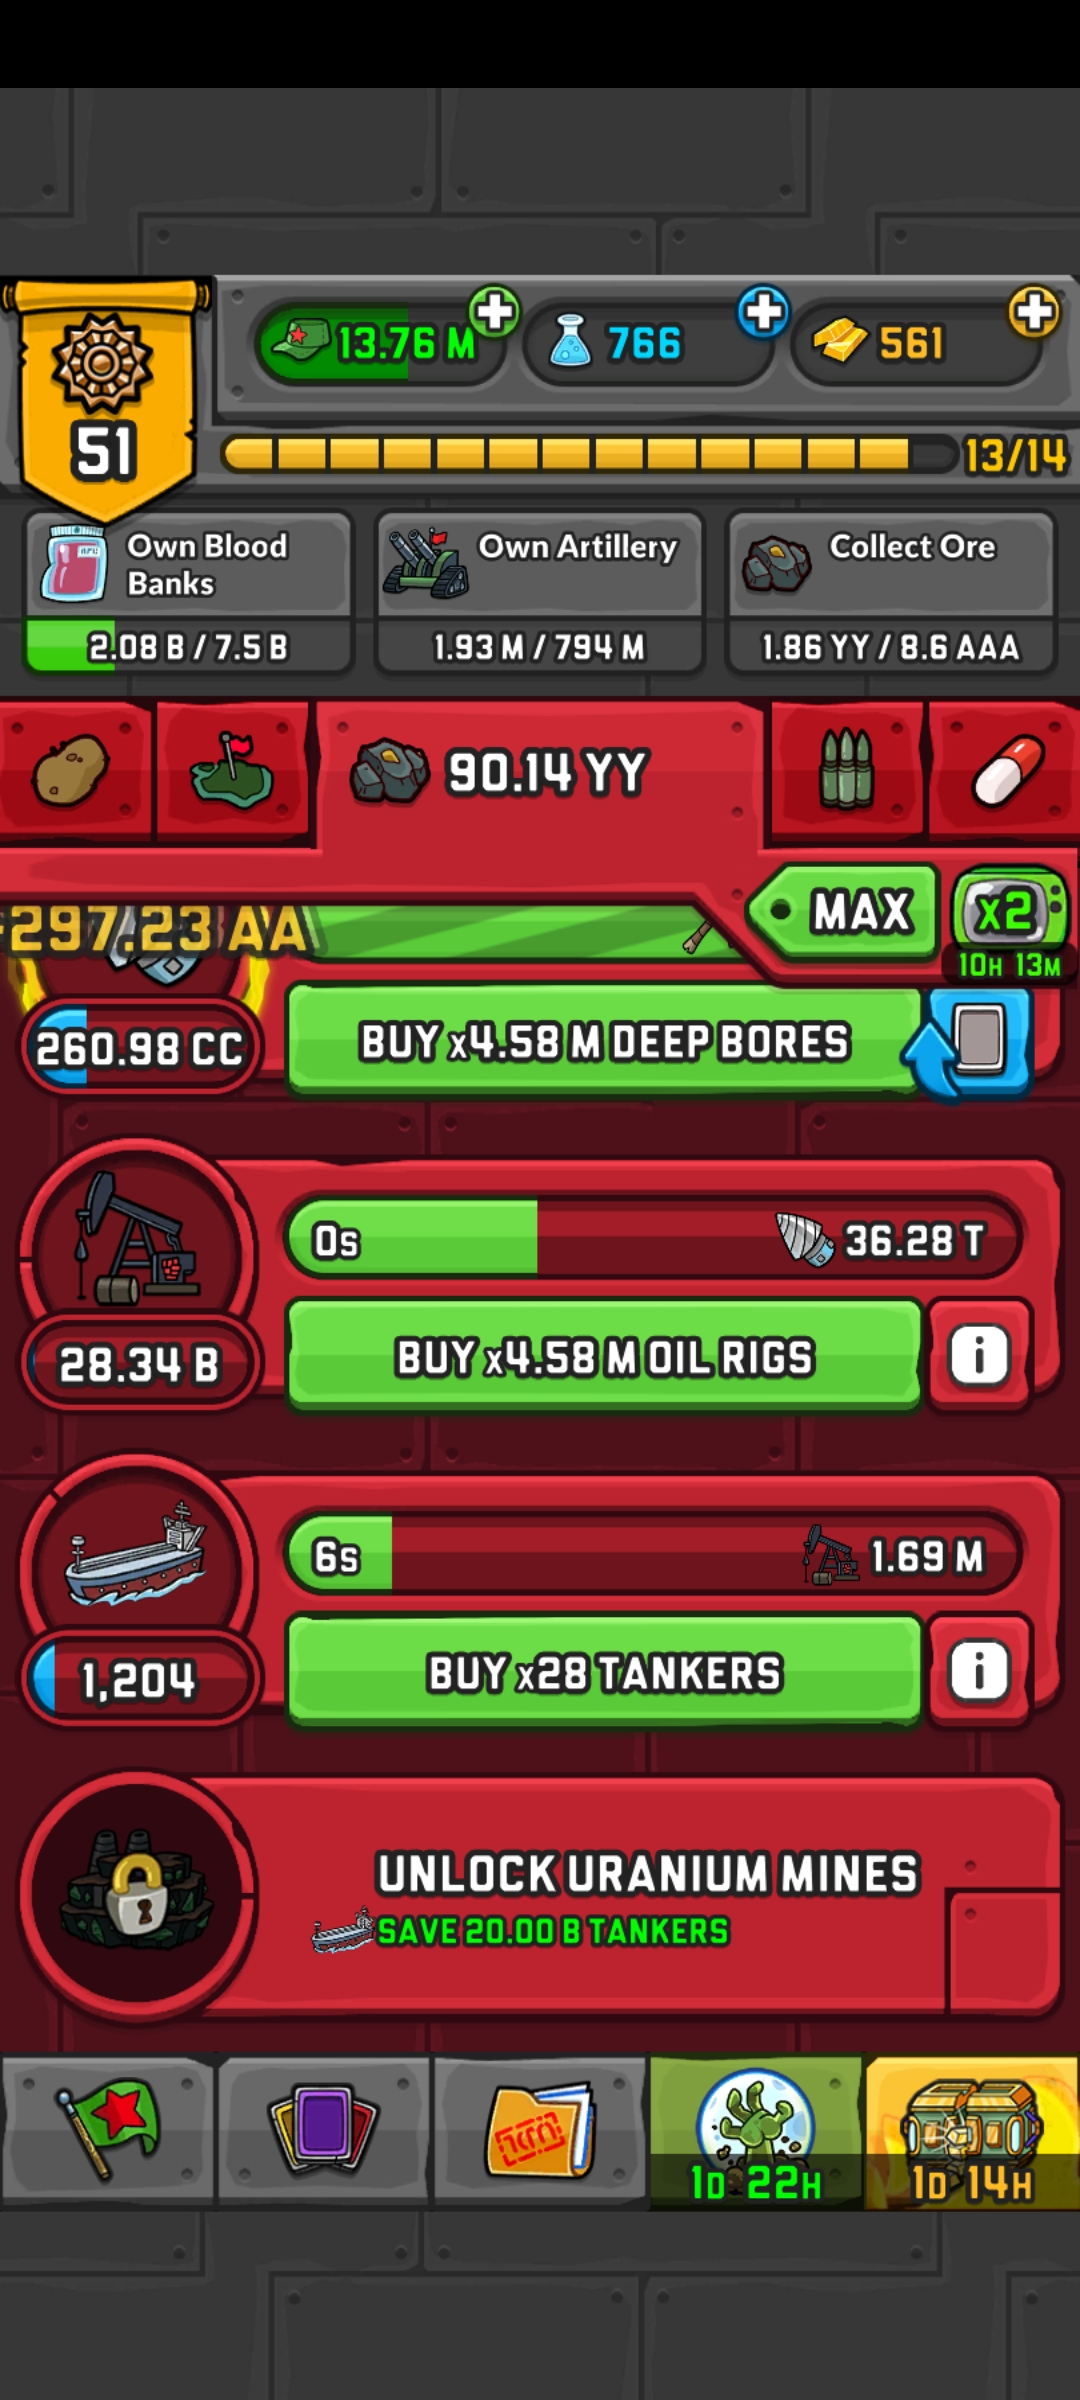 13.76 M
766
561
51
13/14
Own Blood
Banks
2.08 B / 7.5 B
Own Artillery
1.93 M / 794 M
Collect Ore
1.86 YY / 8.6 AAA
90.14 YY
MAX
x2
10H 13M
297.23 AA
260.98 CC
BUY x4.58 M DEEP BORES
0s
36.28 T
28.34 B
BUY x4.58 M OIL RIGS
i
6s
1.69 M
1,204
BUY x28 TANKERS
i
UNLOCK URANIUM MINES
SAVE 20.00 B TANKERS
1D 22H
1D 14H